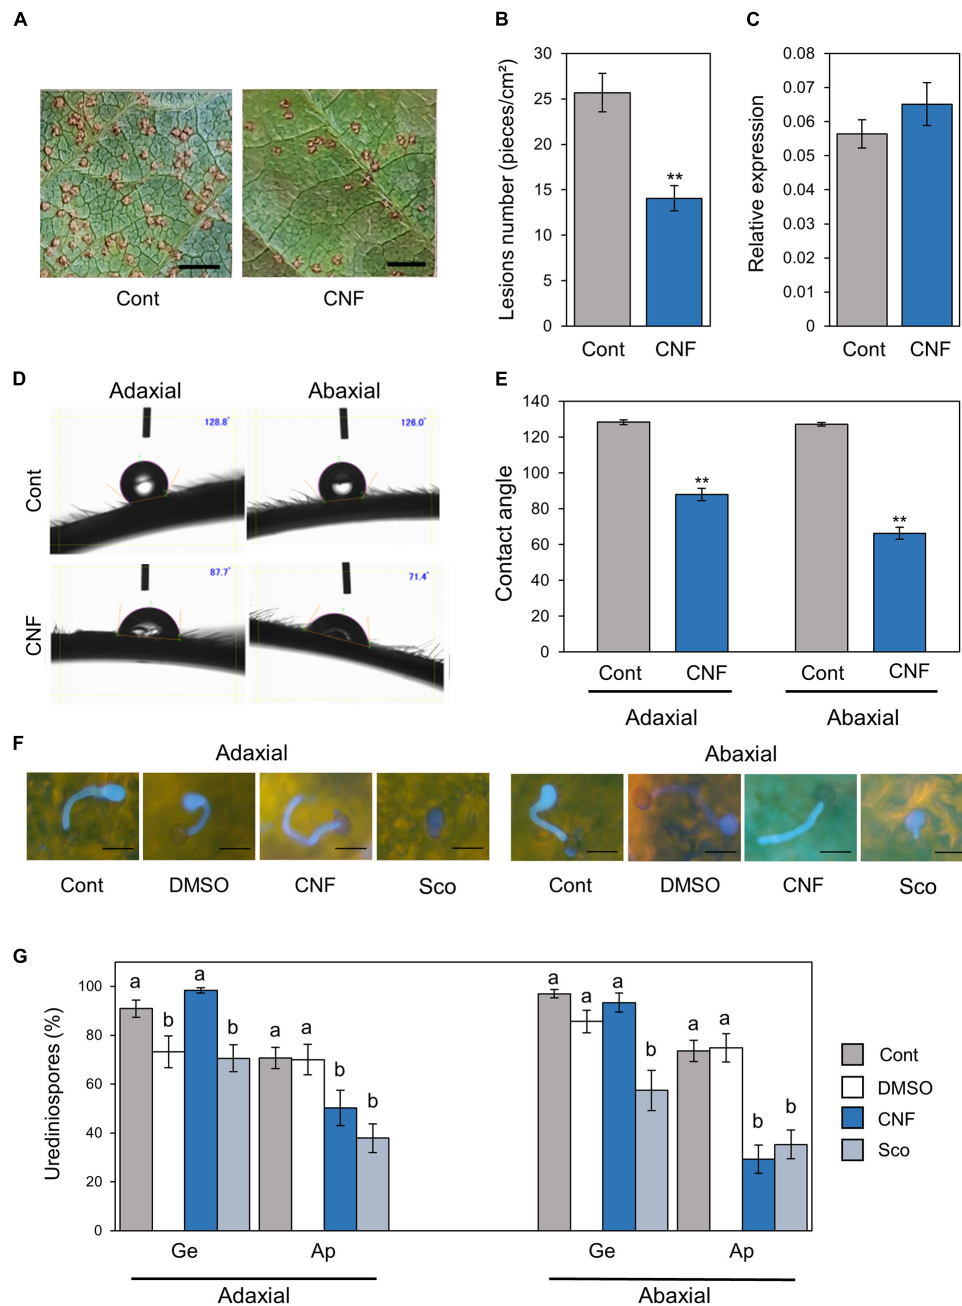 A
Cont CNF
B
Lesions number (pieces/cm²)
30
25
20
15
10
5
0
**
Cont CNF
C
Relative expression
0.08
0.07
0.06
0.05
0.04
0.03
0.02
0.01
0
Cont CNF
D
Adaxial Abaxial
Cont
128.8° 126.0°
CNF
87.7° 71.4°
E
Contact angle
140
120
100
80
60
40
20
0
** **
Cont CNF Cont CNF
Adaxial Abaxial
F
Adaxial Abaxial
Cont DMSO CNF Sco Cont DMSO CNF Sco
G
Urediniospores (%)
100
80
60
40
20
0
a b a b a a b b
a a a b a a b b
Ge Ap Ge Ap
Adaxial Abaxial
Cont
DMSO
CNF
Sco